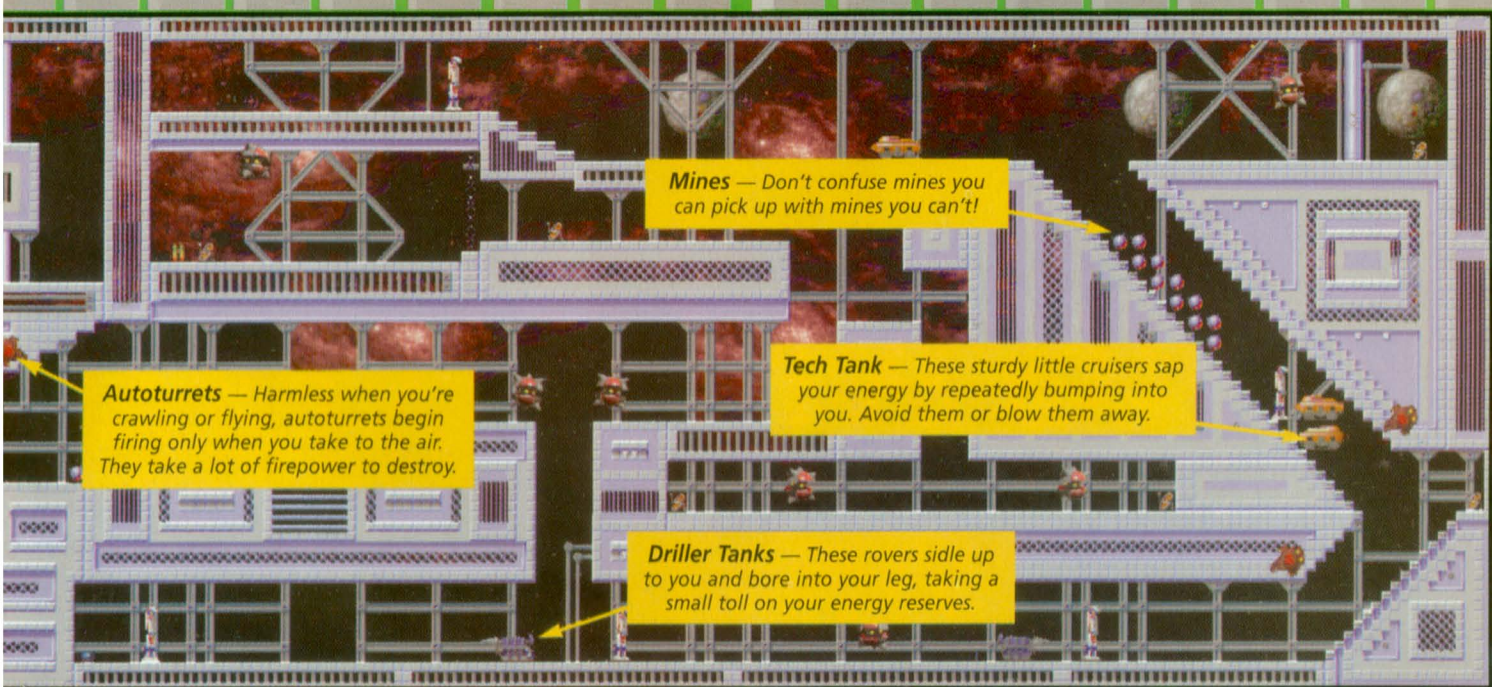 Mines — Don't confuse mines you
can pick up with mines you can't!
Tech Tank — These sturdy little cruisers sap
your energy by repeatedly bumping into
you. Avoid them or blow them away.
Autoturrets — Harmless when you're
crawling or flying, autoturrets begin
firing only when you take to the air.
They take a lot of firepower to destroy.
Driller Tanks — These rovers sidle up
to you and bore into your leg, taking a
small toll on your energy reserves.